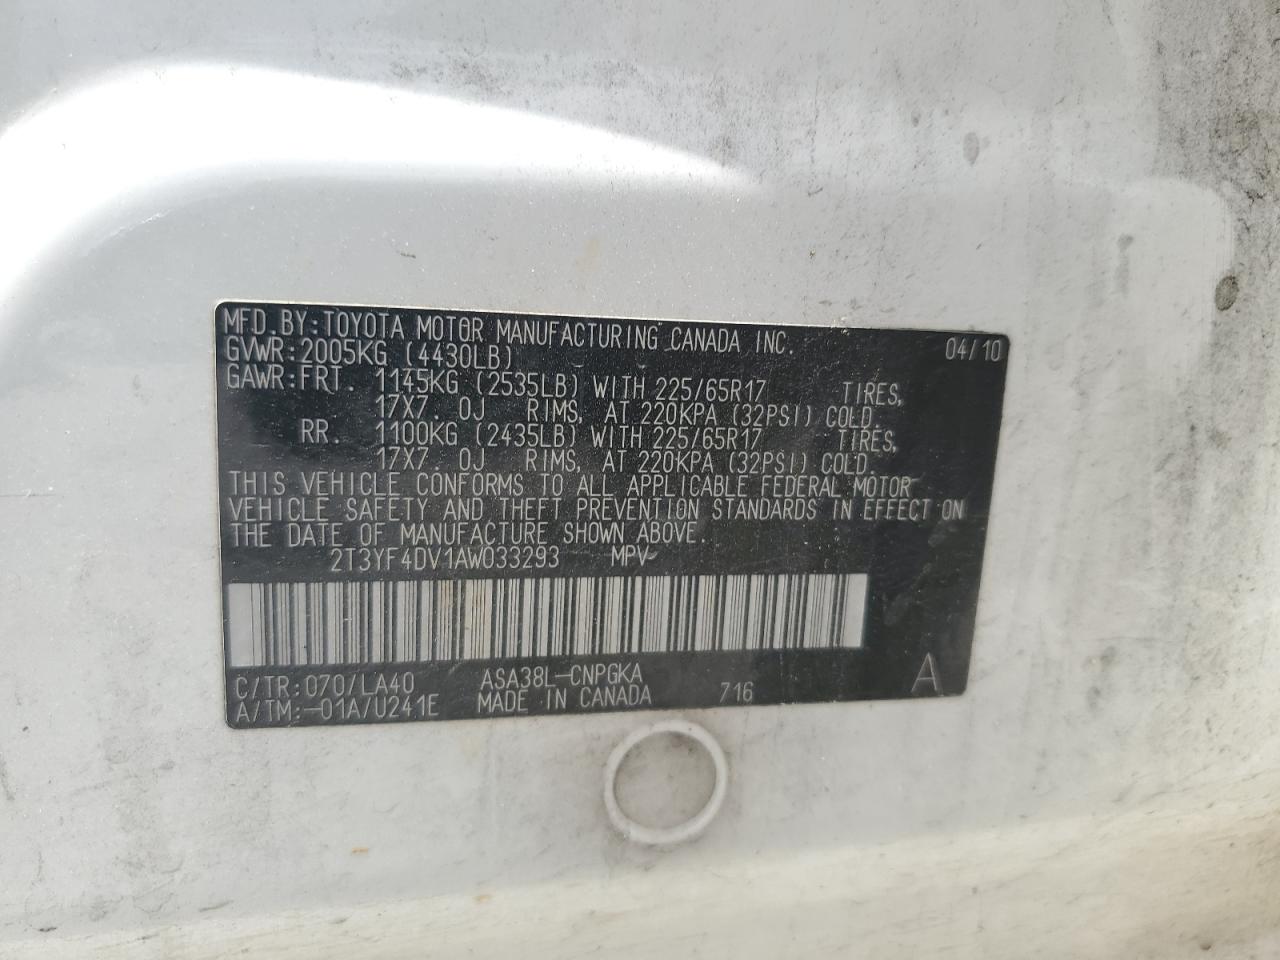 MFD.BY:TOYOTA MOTOR MANUFACTURING CANADA INC. 04/10
GVWR:2005KG (4430LB)
GAWR:FRT. 1145KG (2535LB) WITH 225/65R17 TIRES,
17X7.0J RIMS, AT 220KPA (32PSI) COLD.
RR. 1100KG (2435LB) WITH 225/65R17 TIRES,
17X7.0J RIMS, AT 220KPA (32PSI) COLD.
THIS VEHICLE CONFORMS TO ALL APPLICABLE FEDERAL MOTOR
VEHICLE SAFETY AND THEFT PREVENTION STANDARDS IN EFFECT ON
THE DATE OF MANUFACTURE SHOWN ABOVE.
2T3YF4DV1AW033293 MPV
C/TR:070/LA40 ASA38L-CNPGKA
A/TM:-01A/U241E MADE IN CANADA 716 A